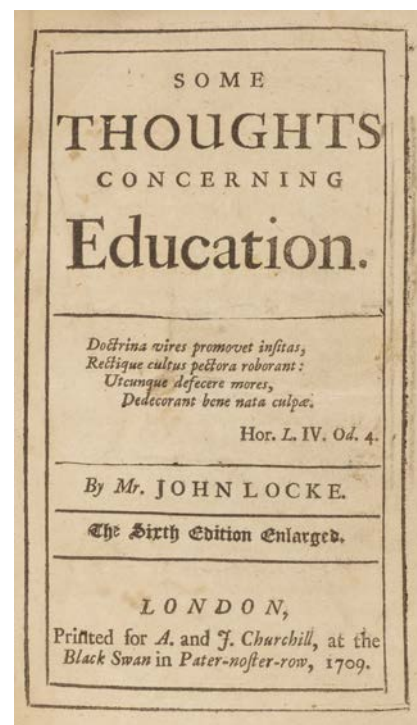 SOME
THOUGHTS
CONCERNING
Education.
Doctrina vires promovet inſitas,
Rectique cultus pectora roborant:
Utcunque defecere mores,
Dedecorant bene nata culpæ.
Hor. L. IV. Od. 4.
By Mr. JOHN LOCKE.
The Sixth Edition Enlarged.
LONDON,
Printed for A. and J. Churchill, at the
Black Swan in Pater-noſter-row, 1709.